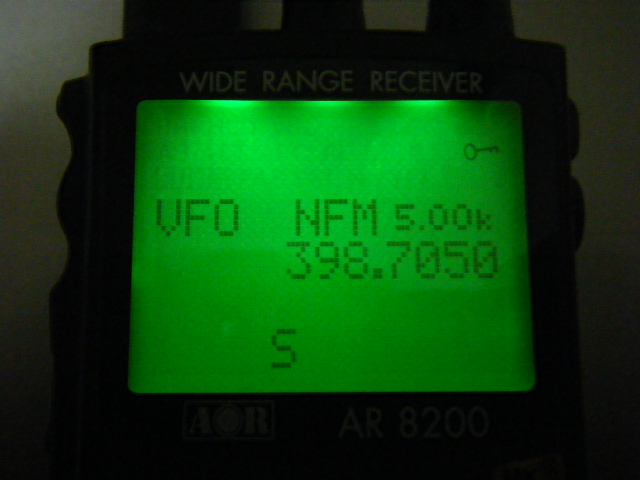 WIDE RANGE RECEIVER
VFO NFM 5.00k
398.7050
S
AOR AR 8200